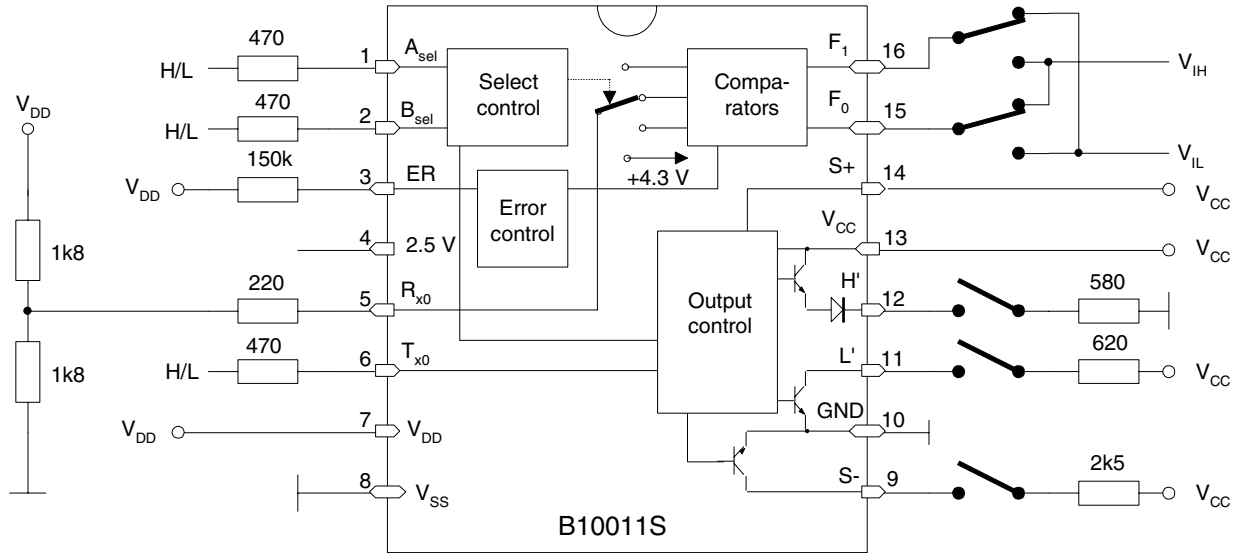 470
H/L
1
A_sel
Select control
Compa-rators
F_1
16
V_IH
V_DD
470
H/L
2
B_sel
F_0
15
V_IL
150k
V_DD
3
ER
+4.3 V
S+
14
V_CC
Error control
1k8
4
2.5 V
V_CC
13
V_CC
220
5
R_x0
Output control
H'
12
580
1k8
470
H/L
6
T_x0
L'
11
620
V_CC
V_DD
7
V_DD
GND
10
8
V_SS
S-
9
2k5
V_CC
B10011S